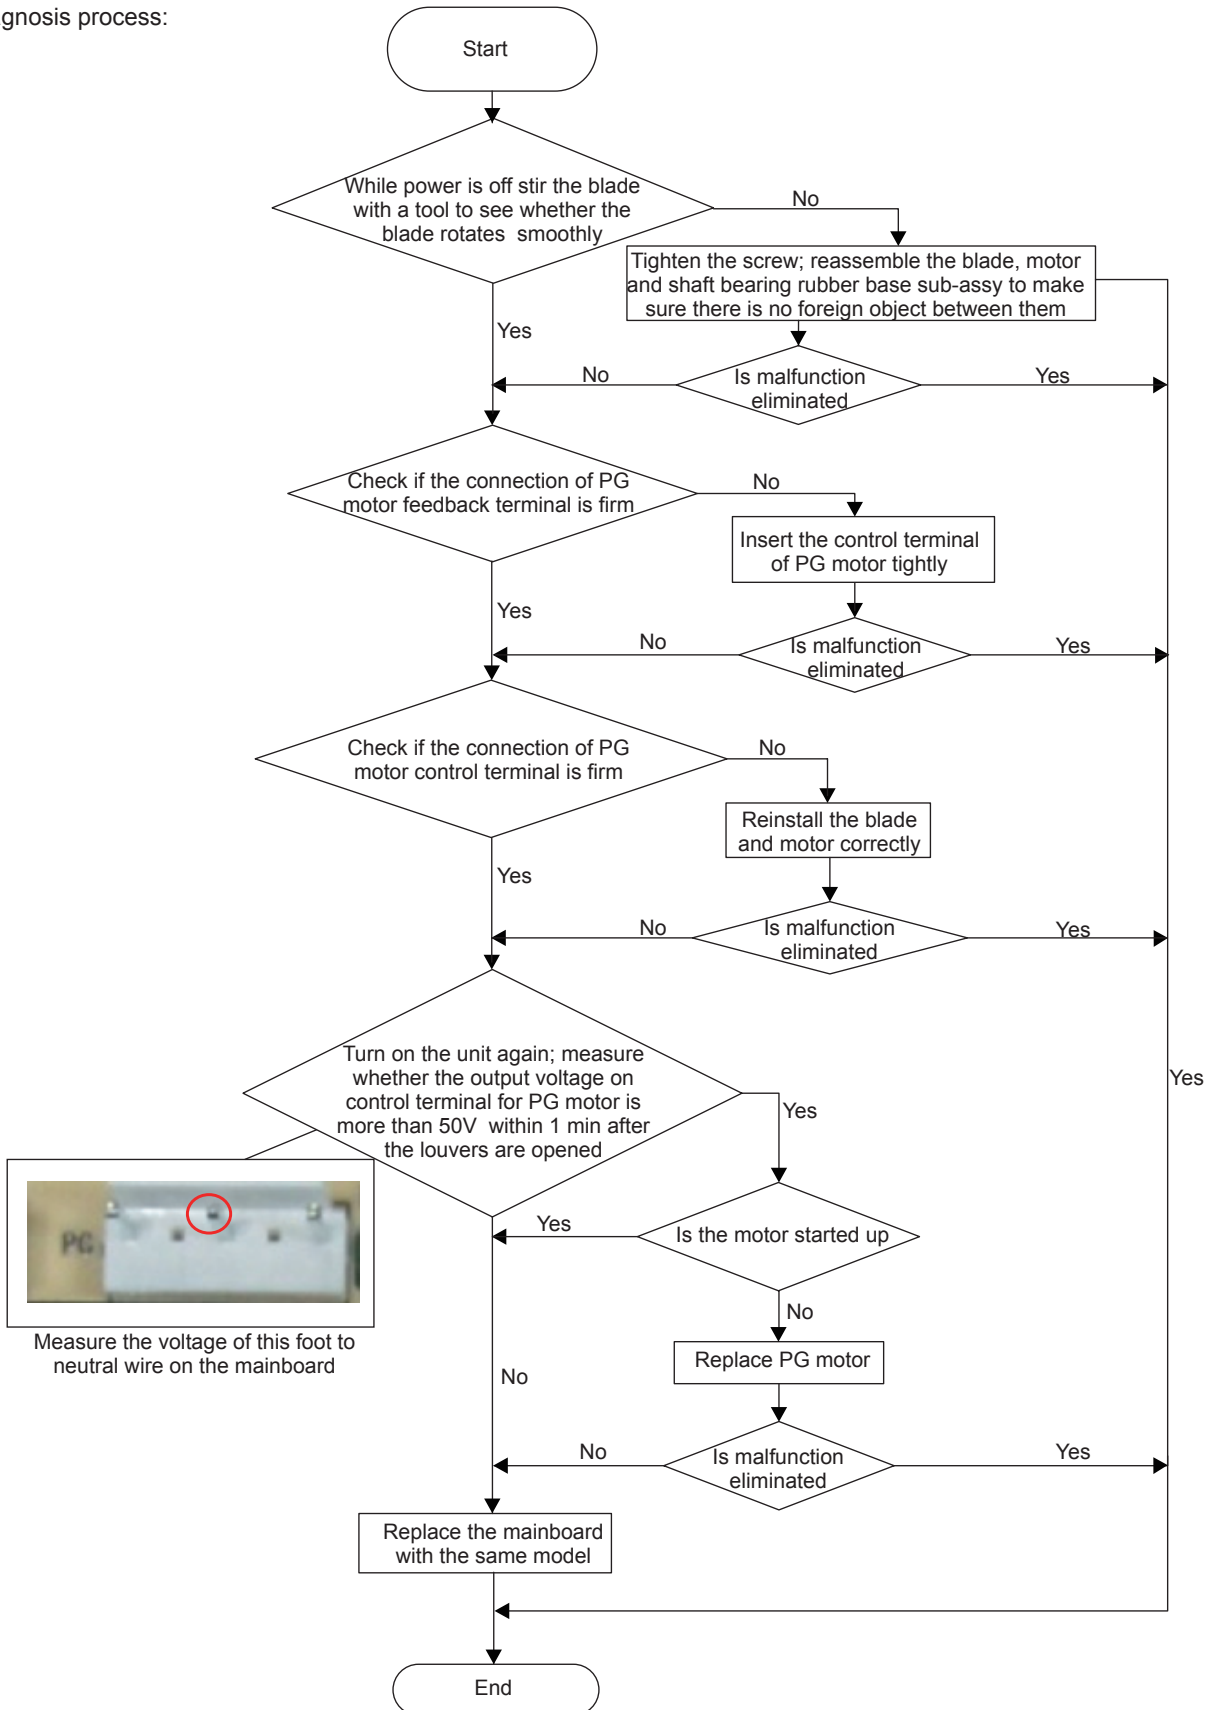 gnosis process:
Start
While power is off stir the blade
with a tool to see whether the
blade rotates smoothly
No
Tighten the screw; reassemble the blade, motor
and shaft bearing rubber base sub-assy to make
sure there is no foreign object between them
Yes
No
Is malfunction
eliminated
Yes
Check if the connection of PG
motor feedback terminal is firm
No
Insert the control terminal
of PG motor tightly
Yes
No
Is malfunction
eliminated
Yes
Check if the connection of PG
motor control terminal is firm
No
Reinstall the blade
and motor correctly
Yes
No
Is malfunction
eliminated
Yes
Turn on the unit again; measure
whether the output voltage on
control terminal for PG motor is
more than 50V within 1 min after
the louvers are opened
Yes
Yes
PG
Measure the voltage of this foot to
neutral wire on the mainboard
Yes
Is the motor started up
No
Replace PG motor
No
No
Is malfunction
eliminated
Yes
Replace the mainboard
with the same model
End